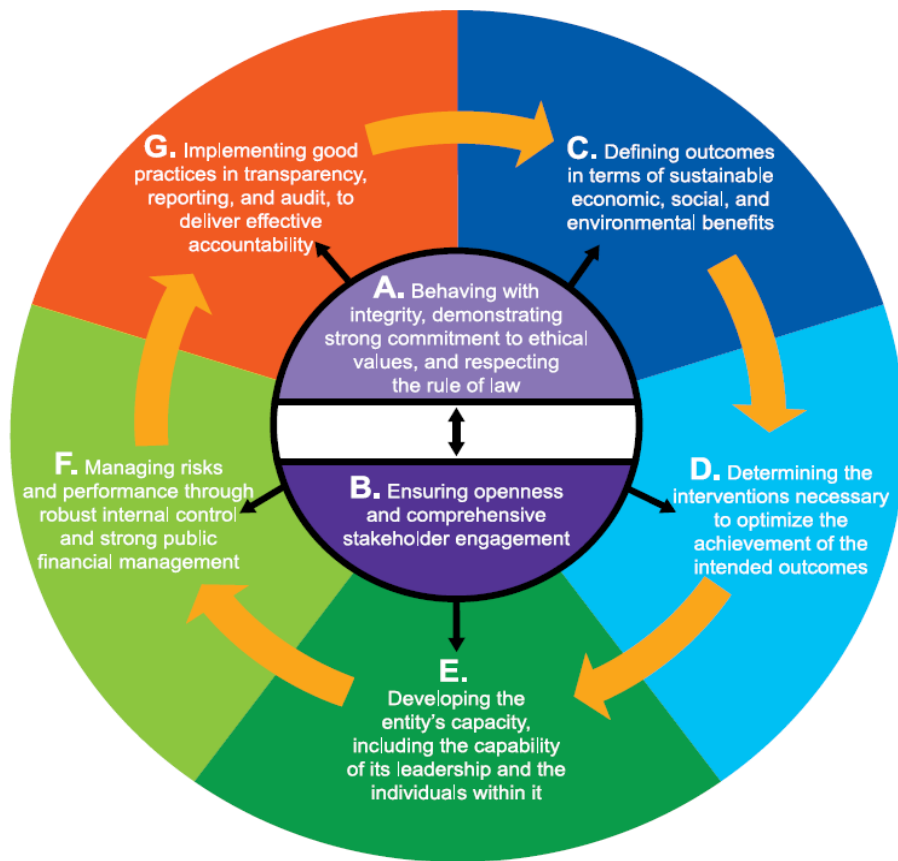 G. Implementing good
practices in transparency,
reporting, and audit, to
deliver effective
accountability
C. Defining outcomes
in terms of sustainable
economic, social, and
environmental benefits
A. Behaving with
integrity, demonstrating
strong commitment to ethical
values, and respecting
the rule of law
B. Ensuring openness
and comprehensive
stakeholder engagement
F. Managing risks
and performance through
robust internal control
and strong public
financial management
D. Determining the
interventions necessary
to optimize the
achievement of the
intended outcomes
E.
Developing the
entity's capacity,
including the capability
of its leadership and the
individuals within it